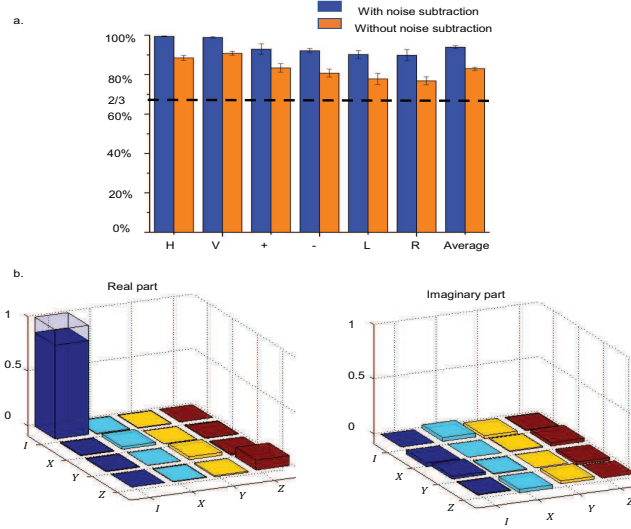 With noise subtraction
a.
Without noise subtraction
100%
80%
2/3
60%
40%
20%
0%
H V + - L R Average
b.
Real part
1
0.5
0
I X Y Z
I X Y Z
Imaginary part
1
0.5
0
I X Y Z
I X Y Z